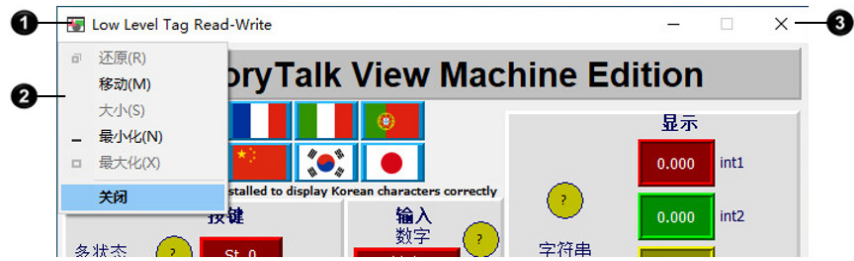 1
Low Level Tag Read-Write
3
还原(R)
移动(M)
2
大小(S)
最小化(N)
最大化(X)
关闭
oryTalk View Machine Edition
stalled to display Korean characters correctly
显示
0.000 int1
?
0.000 int2
按键
输入
数字
?
多状态
?
St 0
字符串